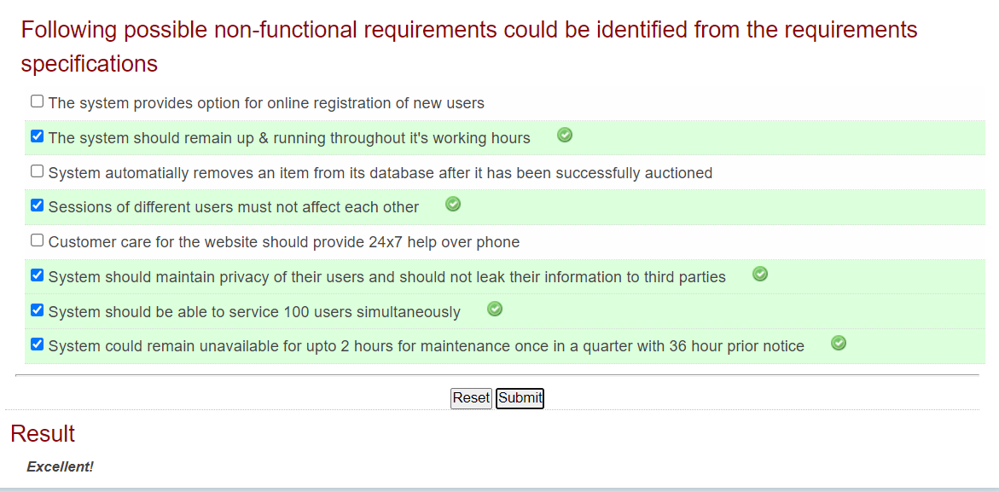 Following possible non-functional requirements could be identified from the requirements
specifications
The system provides option for online registration of new users
The system should remain up & running throughout it's working hours
System automatially removes an item from its database after it has been successfully auctioned
Sessions of different users must not affect each other
Customer care for the website should provide 24x7 help over phone
System should maintain privacy of their users and should not leak their information to third parties
System should be able to service 100 users simultaneously
System could remain unavailable for upto 2 hours for maintenance once in a quarter with 36 hour prior notice
Reset Submit
Result
Excellent!